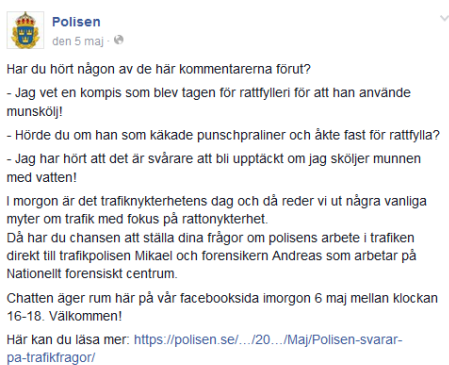 Polisen
den 5 maj ·
Har du hört någon av de här kommentarerna förut?
- Jag vet en kompis som blev tagen för rattfylleri för att han använde
munskölj!
- Hörde du om han som käkade punschpraliner och åkte fast för rattfylla?
- Jag har hört att det är svårare att bli upptäckt om jag sköljer munnen
med vatten!
I morgon är det trafiknykterhetens dag och då reder vi ut några vanliga
myter om trafik med fokus på rattonykterhet.
Då har du chansen att ställa dina frågor om polisens arbete i trafiken
direkt till trafikpolisen Mikael och forensikern Andreas som arbetar på
Nationellt forensiskt centrum.
Chatten äger rum här på vår facebooksida imorgon 6 maj mellan klockan
16-18. Välkommen!
Här kan du läsa mer: https://polisen.se/…/20…/Maj/Polisen-svarar-
pa-trafikfragor/